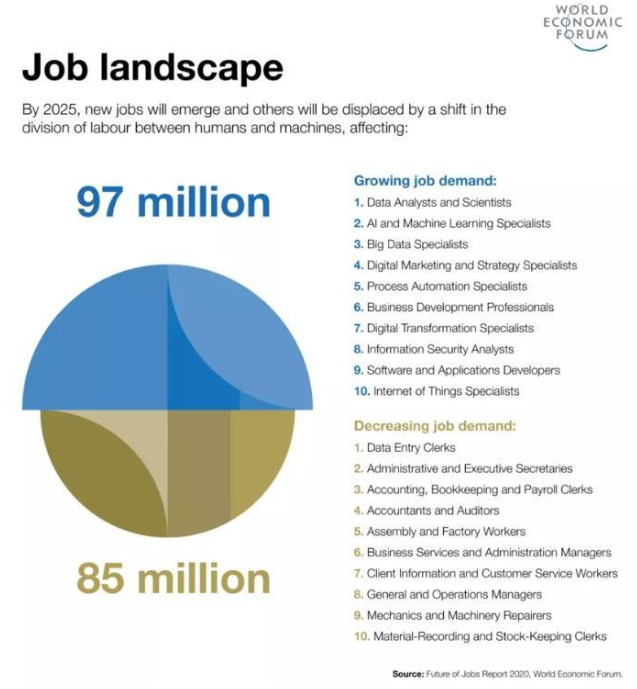 WORLD
ECONOMIC
FORUM
Job landscape
By 2025, new jobs will emerge and others will be displaced by a shift in the
division of labour between humans and machines, affecting:
97 million
Growing job demand:
1. Data Analysts and Scientists
2. AI and Machine Learning Specialists
3. Big Data Specialists
4. Digital Marketing and Strategy Specialists
5. Process Automation Specialists
6. Business Development Professionals
7. Digital Transformation Specialists
8. Information Security Analysts
9. Software and Applications Developers
10. Internet of Things Specialists
85 million
Decreasing job demand:
1. Data Entry Clerks
2. Administrative and Executive Secretaries
3. Accounting, Bookkeeping and Payroll Clerks
4. Accountants and Auditors
5. Assembly and Factory Workers
6. Business Services and Administration Managers
7. Client Information and Customer Service Workers
8. General and Operations Managers
9. Mechanics and Machinery Repairers
10. Material-Recording and Stock-Keeping Clerks
Source: Future of Jobs Report 2020, World Economic Forum.